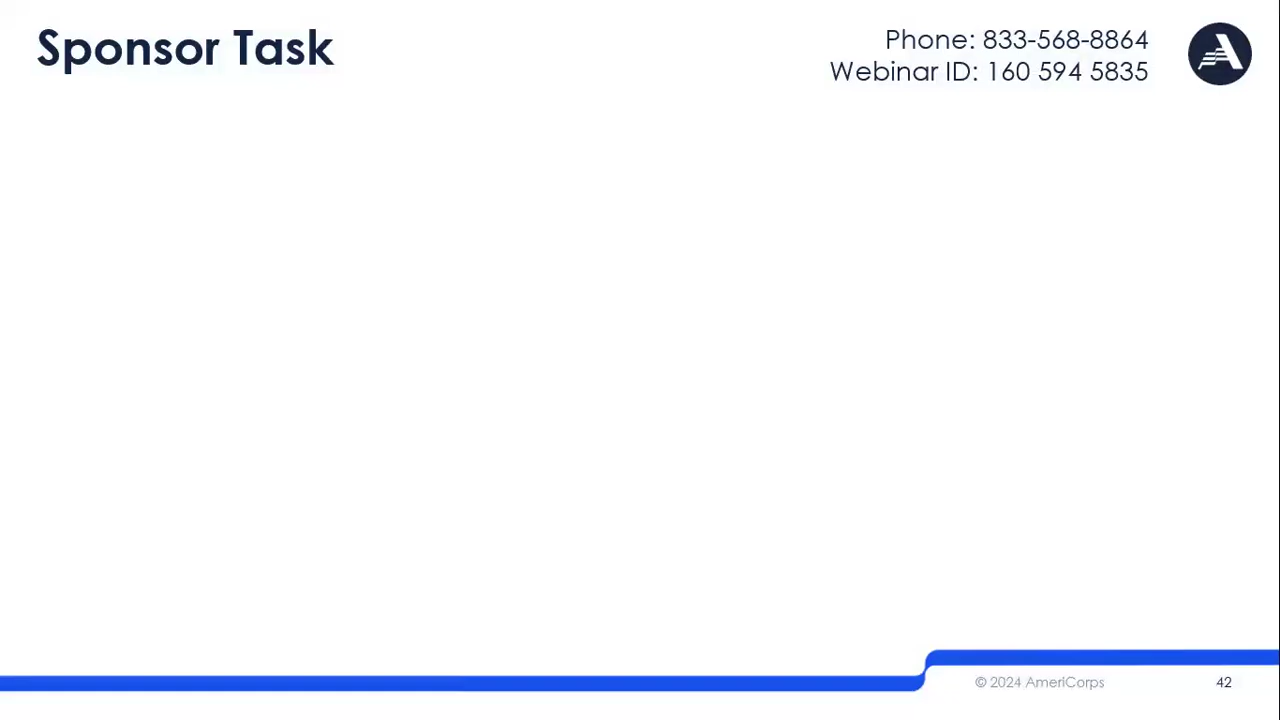 Sponsor Task
Phone: 833-568-8864
Webinar ID: 160 594 5835
© 2024 AmeriCorps
42